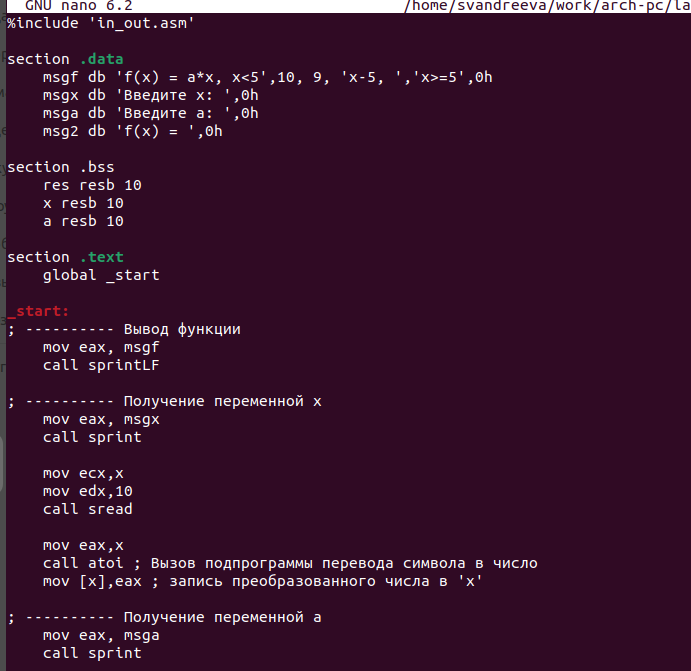 GNU nano 6.2 /home/svandreeva/work/arch-pc/la
%include 'in_out.asm'
section .data
msgf db 'f(x) = a*x, x<5',10, 9, 'x-5, ','x>=5',0h
msgx db 'Введите x: ',0h
msga db 'Введите а: ',0h
msg2 db 'f(x) = ',0h
section .bss
res resb 10
x resb 10
a resb 10
section .text
global _start
_start:
; ---------- Вывод функции
mov eax, msgf
call sprintLF
; ---------- Получение переменной x
mov eax, msgx
call sprint
mov ecx,x
mov edx,10
call sread
mov eax,x
call atoi ; Вызов подпрограммы перевода символа в число
mov [x],eax ; запись преобразованного числа в 'x'
; ---------- Получение переменной а
mov eax, msga
call sprint